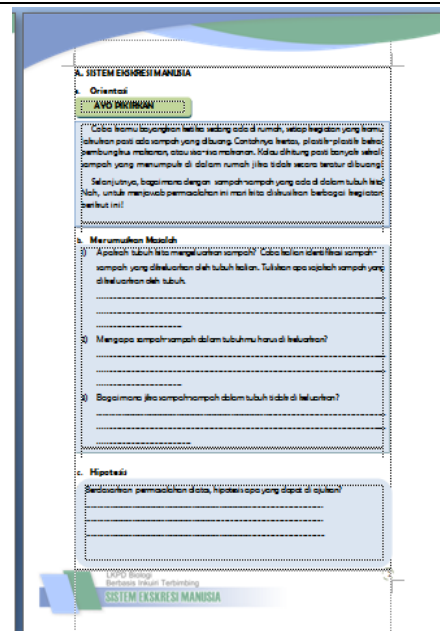 A. SISTEM EKSKRESI MANUSIA
a. Orientasi
AYO PIKIRKAN
Coba kamu bayangkan ketika sedang ada di rumah, setiap kegiatan yang kamu
lakukan pasti ada sampah yang dibuang. Contohnya kertas, plastik-plastik bekas
pembungkus makanan, atau sisa-sisa makanan. Kalau dihitung pasti banyak sekali
sampah yang menumpuk di dalam rumah jika tidak secara teratur dibuang!
Selanjutnya, bagaimana dengan sampah-sampah yang ada di dalam tubuh kita?
Nah, untuk menjawab permasalahan ini mari kita diskusikan berbagai kegiatan
berikut ini!
b. Merumuskan Masalah
1) Apakah tubuh kita mengeluarkan sampah? Coba kalian identifikasi sampah-
sampah yang dikeluarkan oleh tubuh kalian. Tuliskan apa sajakah sampah yang
dikeluarkan oleh tubuh.
2) Mengapa sampah-sampah dalam tubuhmu harus di keluarkan?
3) Bagaimana jika sampah-sampah dalam tubuh tidak di keluarkan?
c. Hipotesis
Berdasarkan permasalahan diatas, hipotesis apa yang dapat di ajukan?
LKPD Biologi
Berbasis Inkuiri Terbimbing
SISTEM EKSKRESI MANUSIA